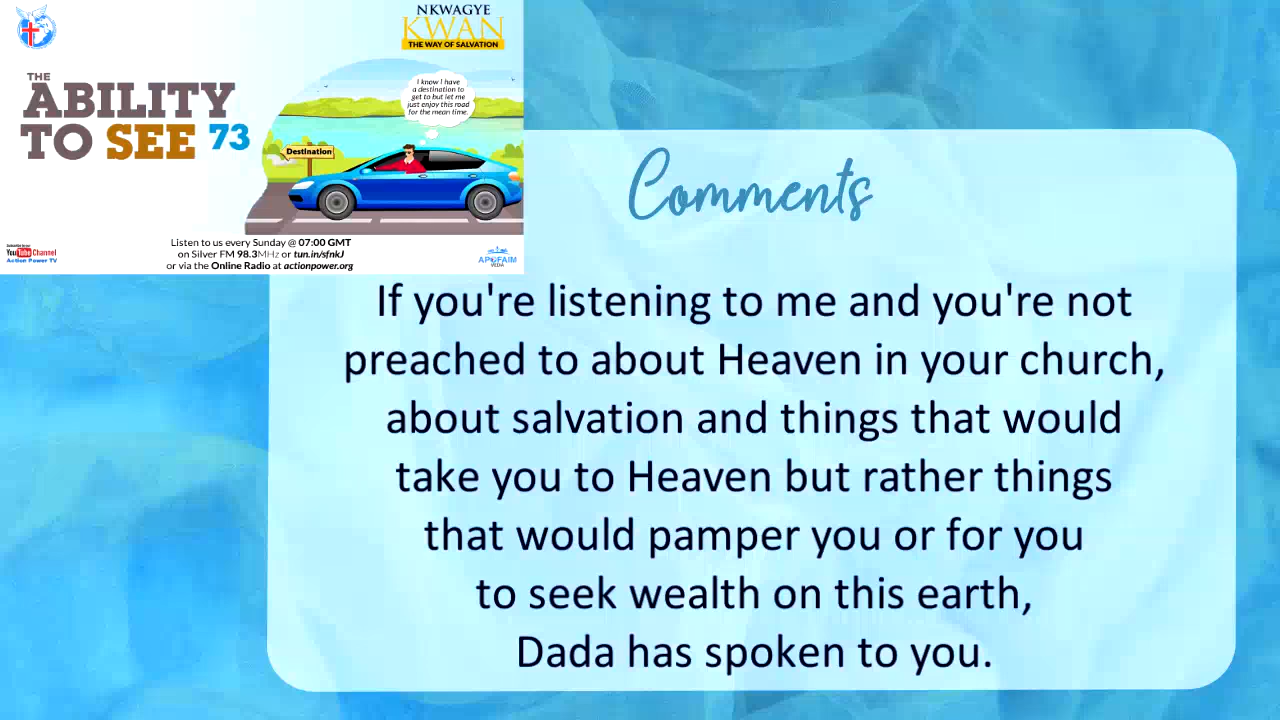 NKWAGYE
KWAN
THE WAY OF SALVATION
THE
ABILITY
TO SEE 73
I know I have
a destination to
get to but let me
just enjoy this road
for the mean time.
Destination
Listen to us every Sunday @ 07:00 GMT
on Silver FM 98.3MHz or tun.in/sfnkJ
or via the Online Radio at actionpower.org
YouTube Channel
Action Power TV
APOFAIM
MEDIA
Comments
If you're listening to me and you're not
preached to about Heaven in your church,
about salvation and things that would
take you to Heaven but rather things
that would pamper you or for you
to seek wealth on this earth,
Dada has spoken to you.